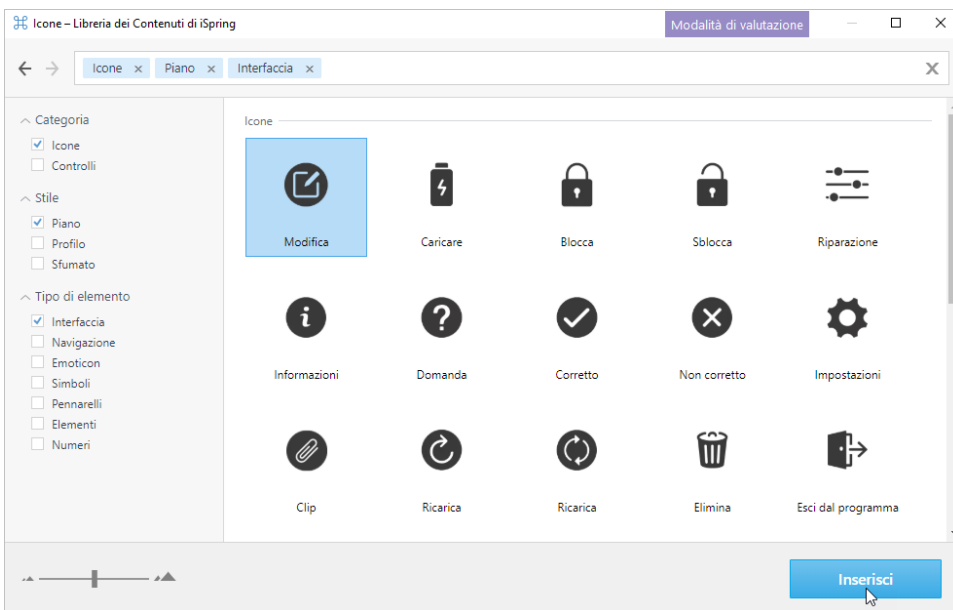 Icone – Libreria dei Contenuti di iSpring
Modalità di valutazione
Icone × Piano × Interfaccia ×
Categoria
Icone
Controlli
Stile
Piano
Profilo
Sfumato
Tipo di elemento
Interfaccia
Navigazione
Emoticon
Simboli
Pennarelli
Elementi
Numeri
Icone
Modifica Caricare Blocca Sblocca Riparazione
Informazioni Domanda Corretto Non corretto Impostazioni
Clip Ricarica Ricarica Elimina Esci dal programma
Inserisci